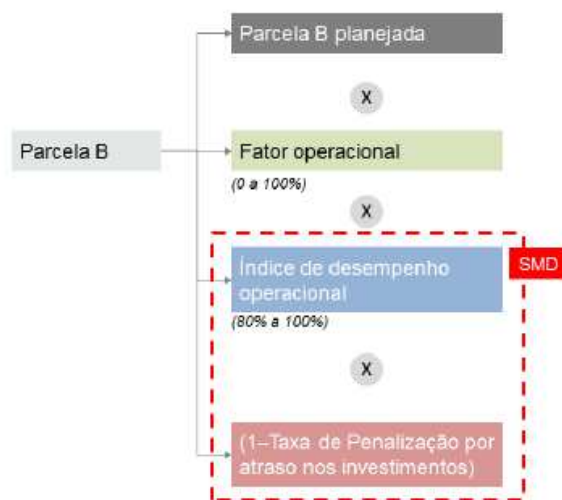 Parcela B planejada
X
Parcela B
Fator operacional
(0 a 100%)
X
Índice de desempenho
operacional
SMD
(80% a 100%)
X
(1–Taxa de Penalização por
atraso nos investimentos)